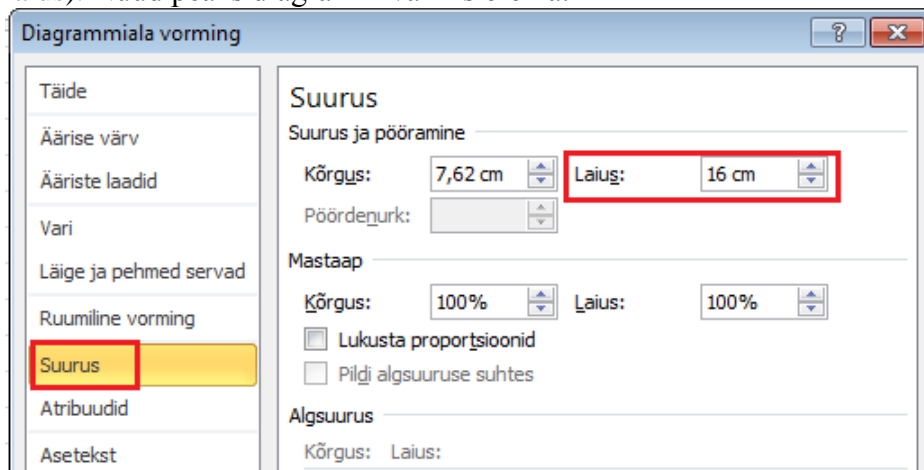 Diagrammiala vorming
Täide
Äärise värv
Ääriste laadid
Vari
Läige ja pehmed servad
Ruumiline vorming
Suurus
Atribuudid
Asetekst
Suurus
Suurus ja pööramine
Kõrgus: 7,62 cm Laius: 16 cm
Pöördenurk:
Mastaap
Kõrgus: 100% Laius: 100%
Lukusta proportsioonid
Pildi algsuuruse suhtes
Algsuurus
Kõrgus: Laius: